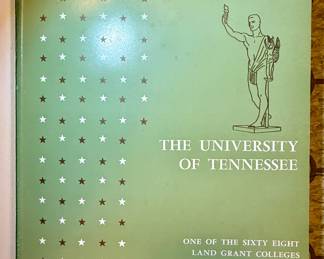 THE UNIVERSITY
OF TENNESSEE
ONE OF THE SIXTY EIGHT
LAND GRANT COLLEGES